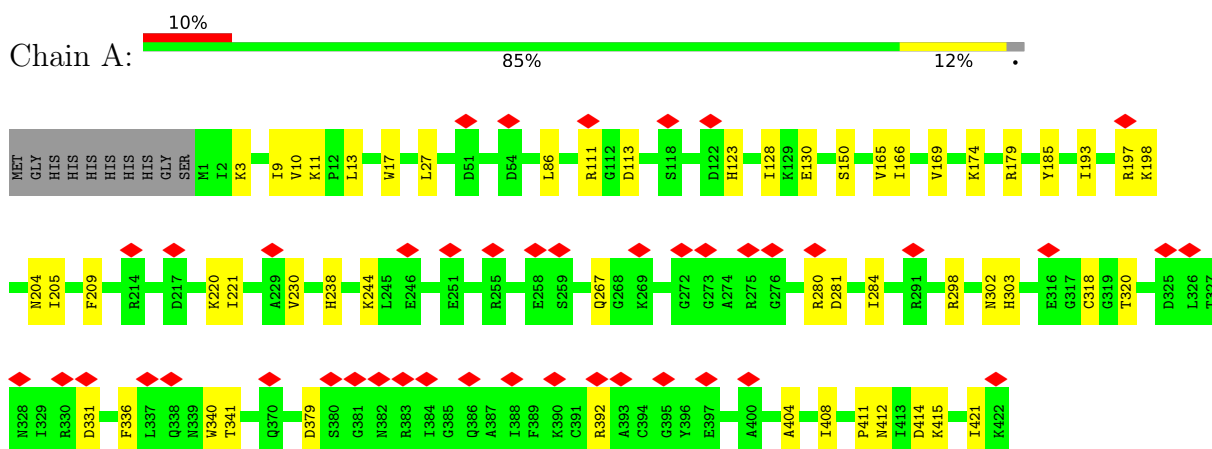 10%
Chain A:
85% 12% •
MET GLY HIS HIS HIS HIS HIS HIS GLY SER M1 I2 K3 I9 V10 K11 P12 L13 W17 L27 D51 D54 L86 R111 G112 D113 S118 D122 H123 I128 K129 E130 S150 V165 I166 V169 K174 R179 Y185 I193 R197 K198
N204 I205 F209 R214 D217 K220 I221 A229 V230 H238 K244 L245 E246 E251 R255 E258 S259 Q267 G268 K269 G272 G273 A274 R275 G276 R280 D281 I284 R291 R298 N302 H303 E316 G317 C318 G319 T320 D325 L326 T327
N328 I329 R330 D331 F336 L337 Q338 N339 W340 T341 Q370 D379 S380 G381 N382 R383 I384 G385 Q386 A387 I388 F389 K390 C391 R392 A393 C394 G395 Y396 E397 A400 A404 I408 P411 N412 I413 D414 K415 I421 K422